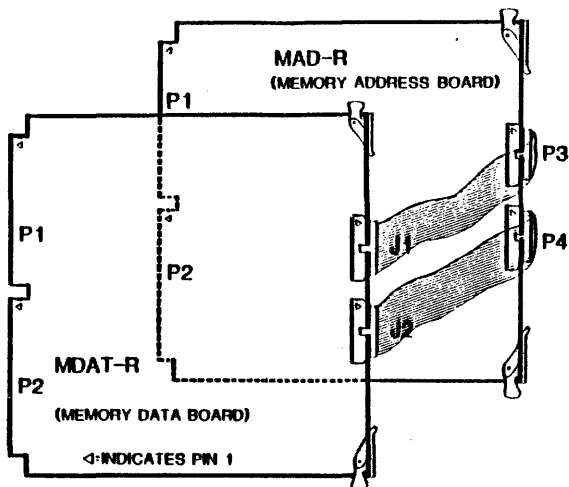 MAD-R
(MEMORY ADDRESS BOARD)
P1
P3
P1
J1
P4
P2
J2
MDAT-R
P2
(MEMORY DATA BOARD)
◁:INDICATES PIN 1